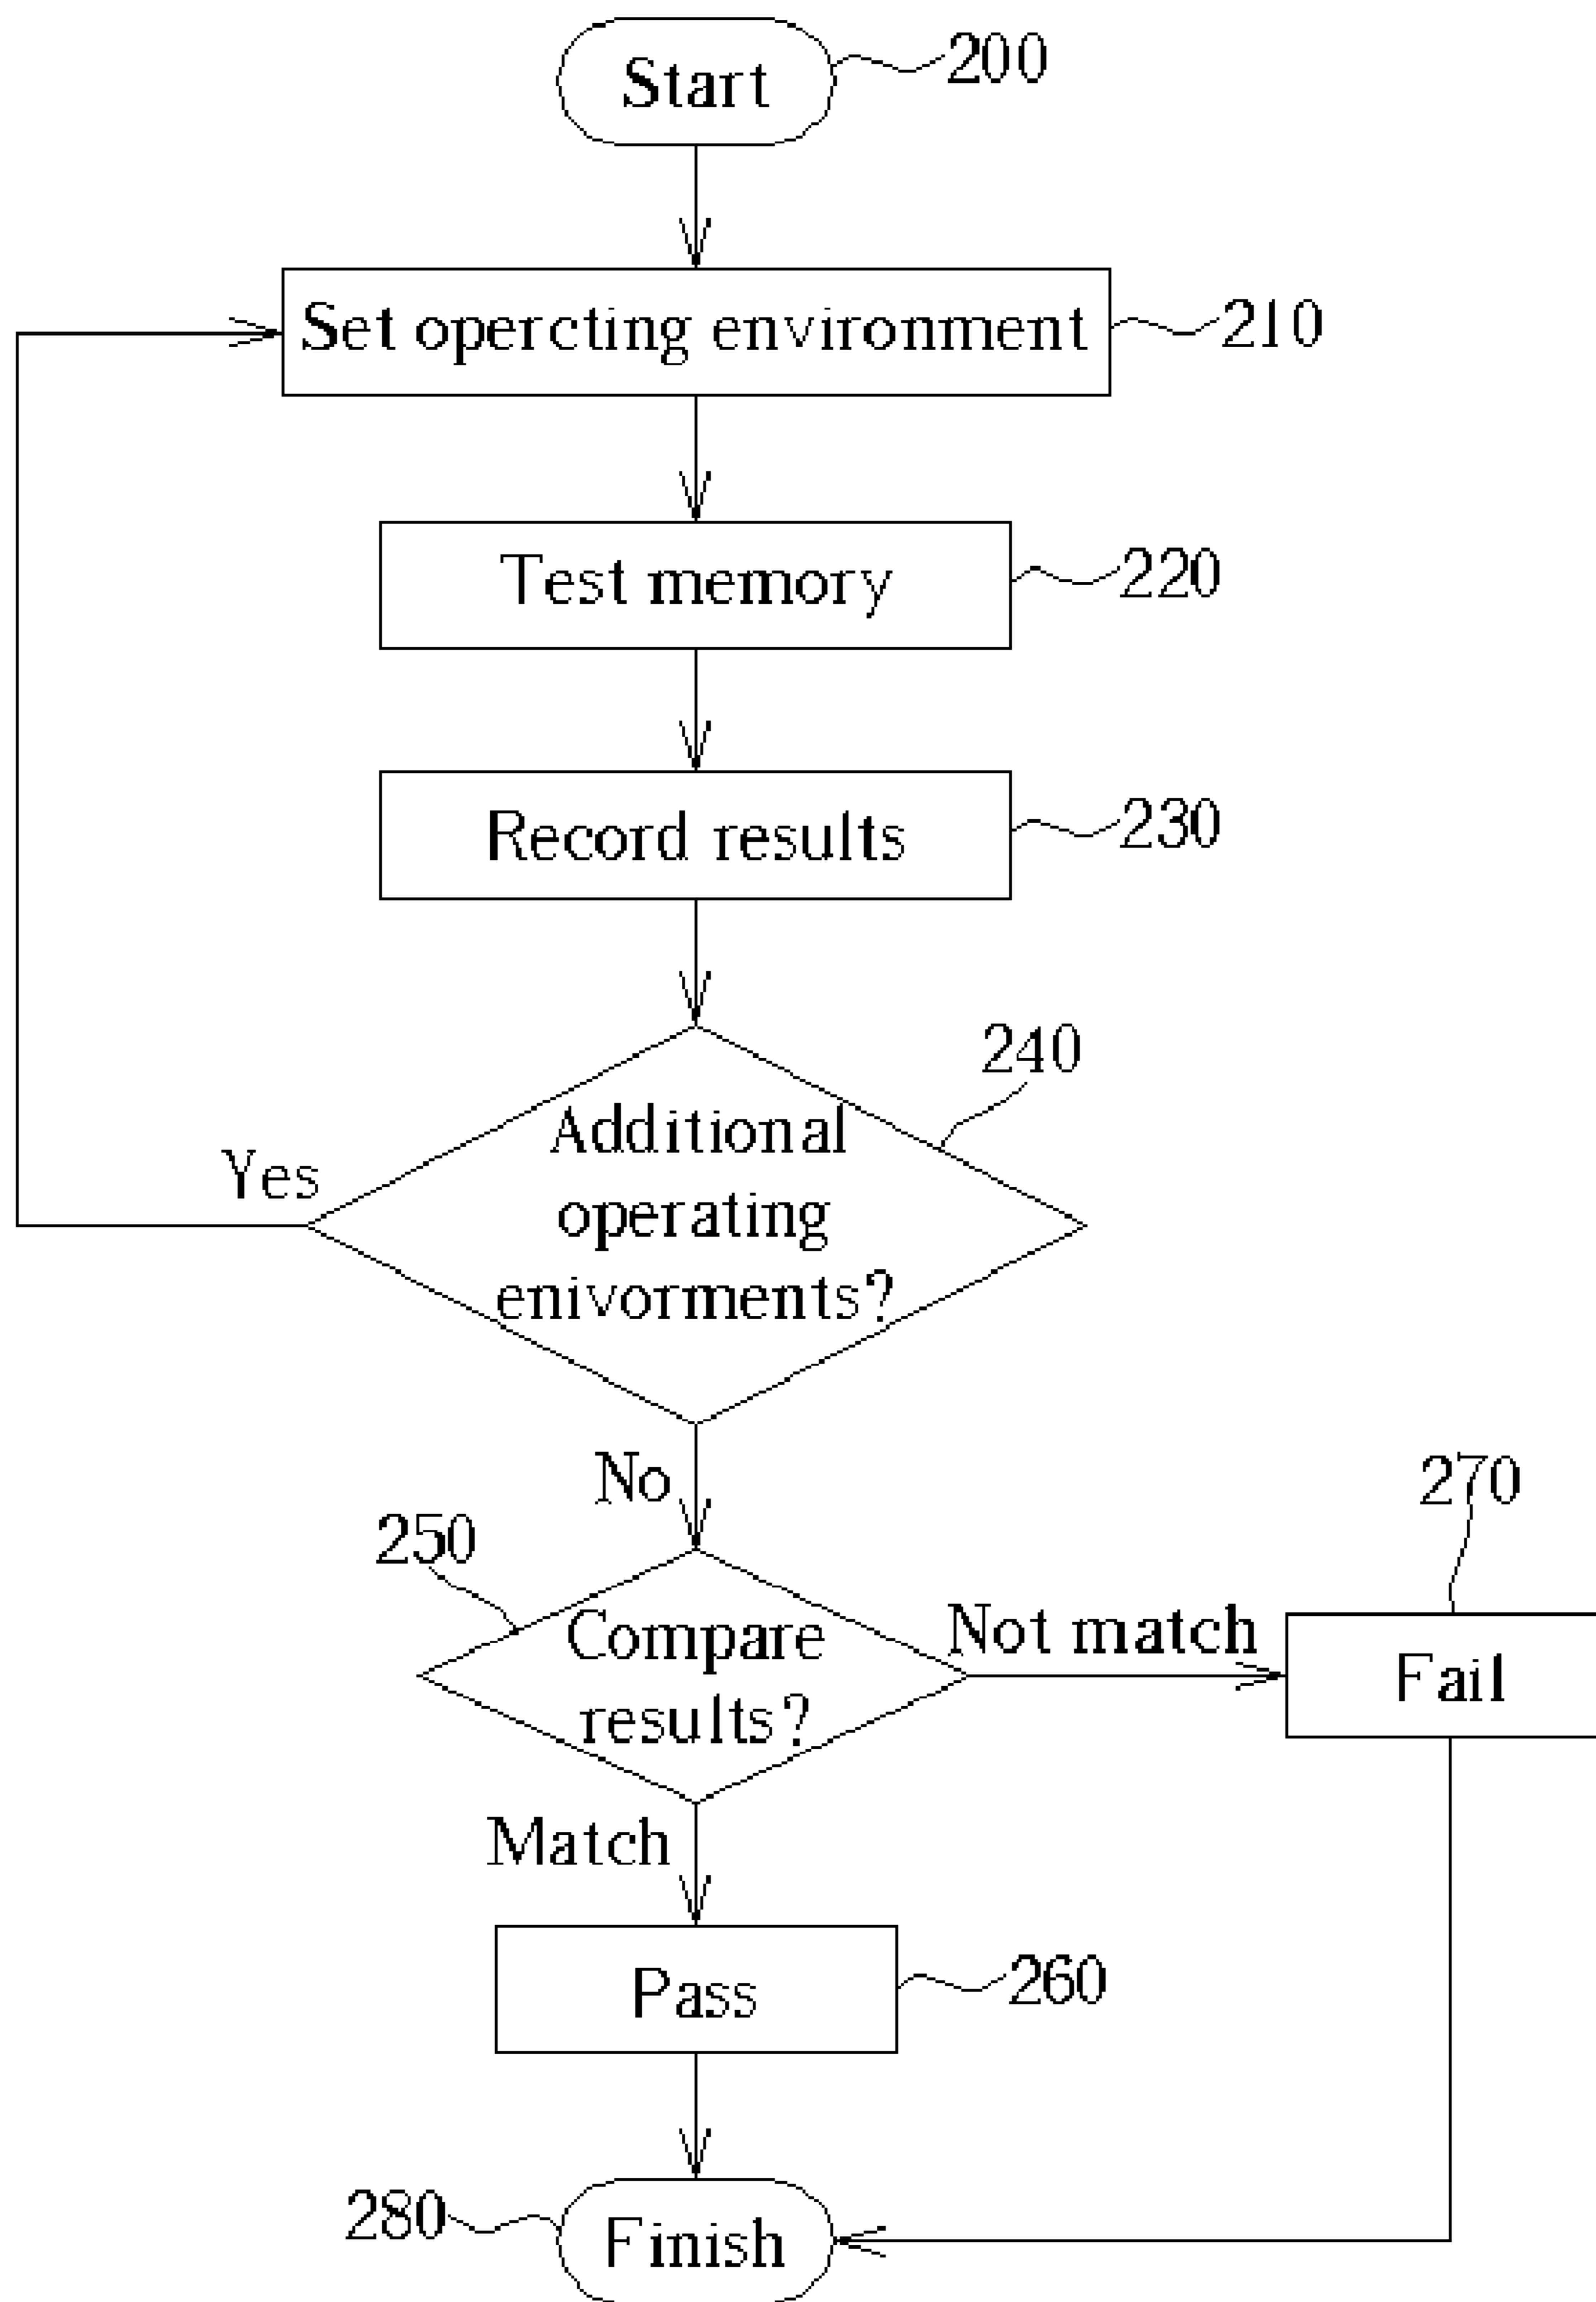 Start
200
Set opercting environment
210
Test memory
220
Record results
230
240
Additional
operating
enivorments?
Yes
No
250
270
Compare
results?
Not match
Fail
Match
Pass
260
280
Finish